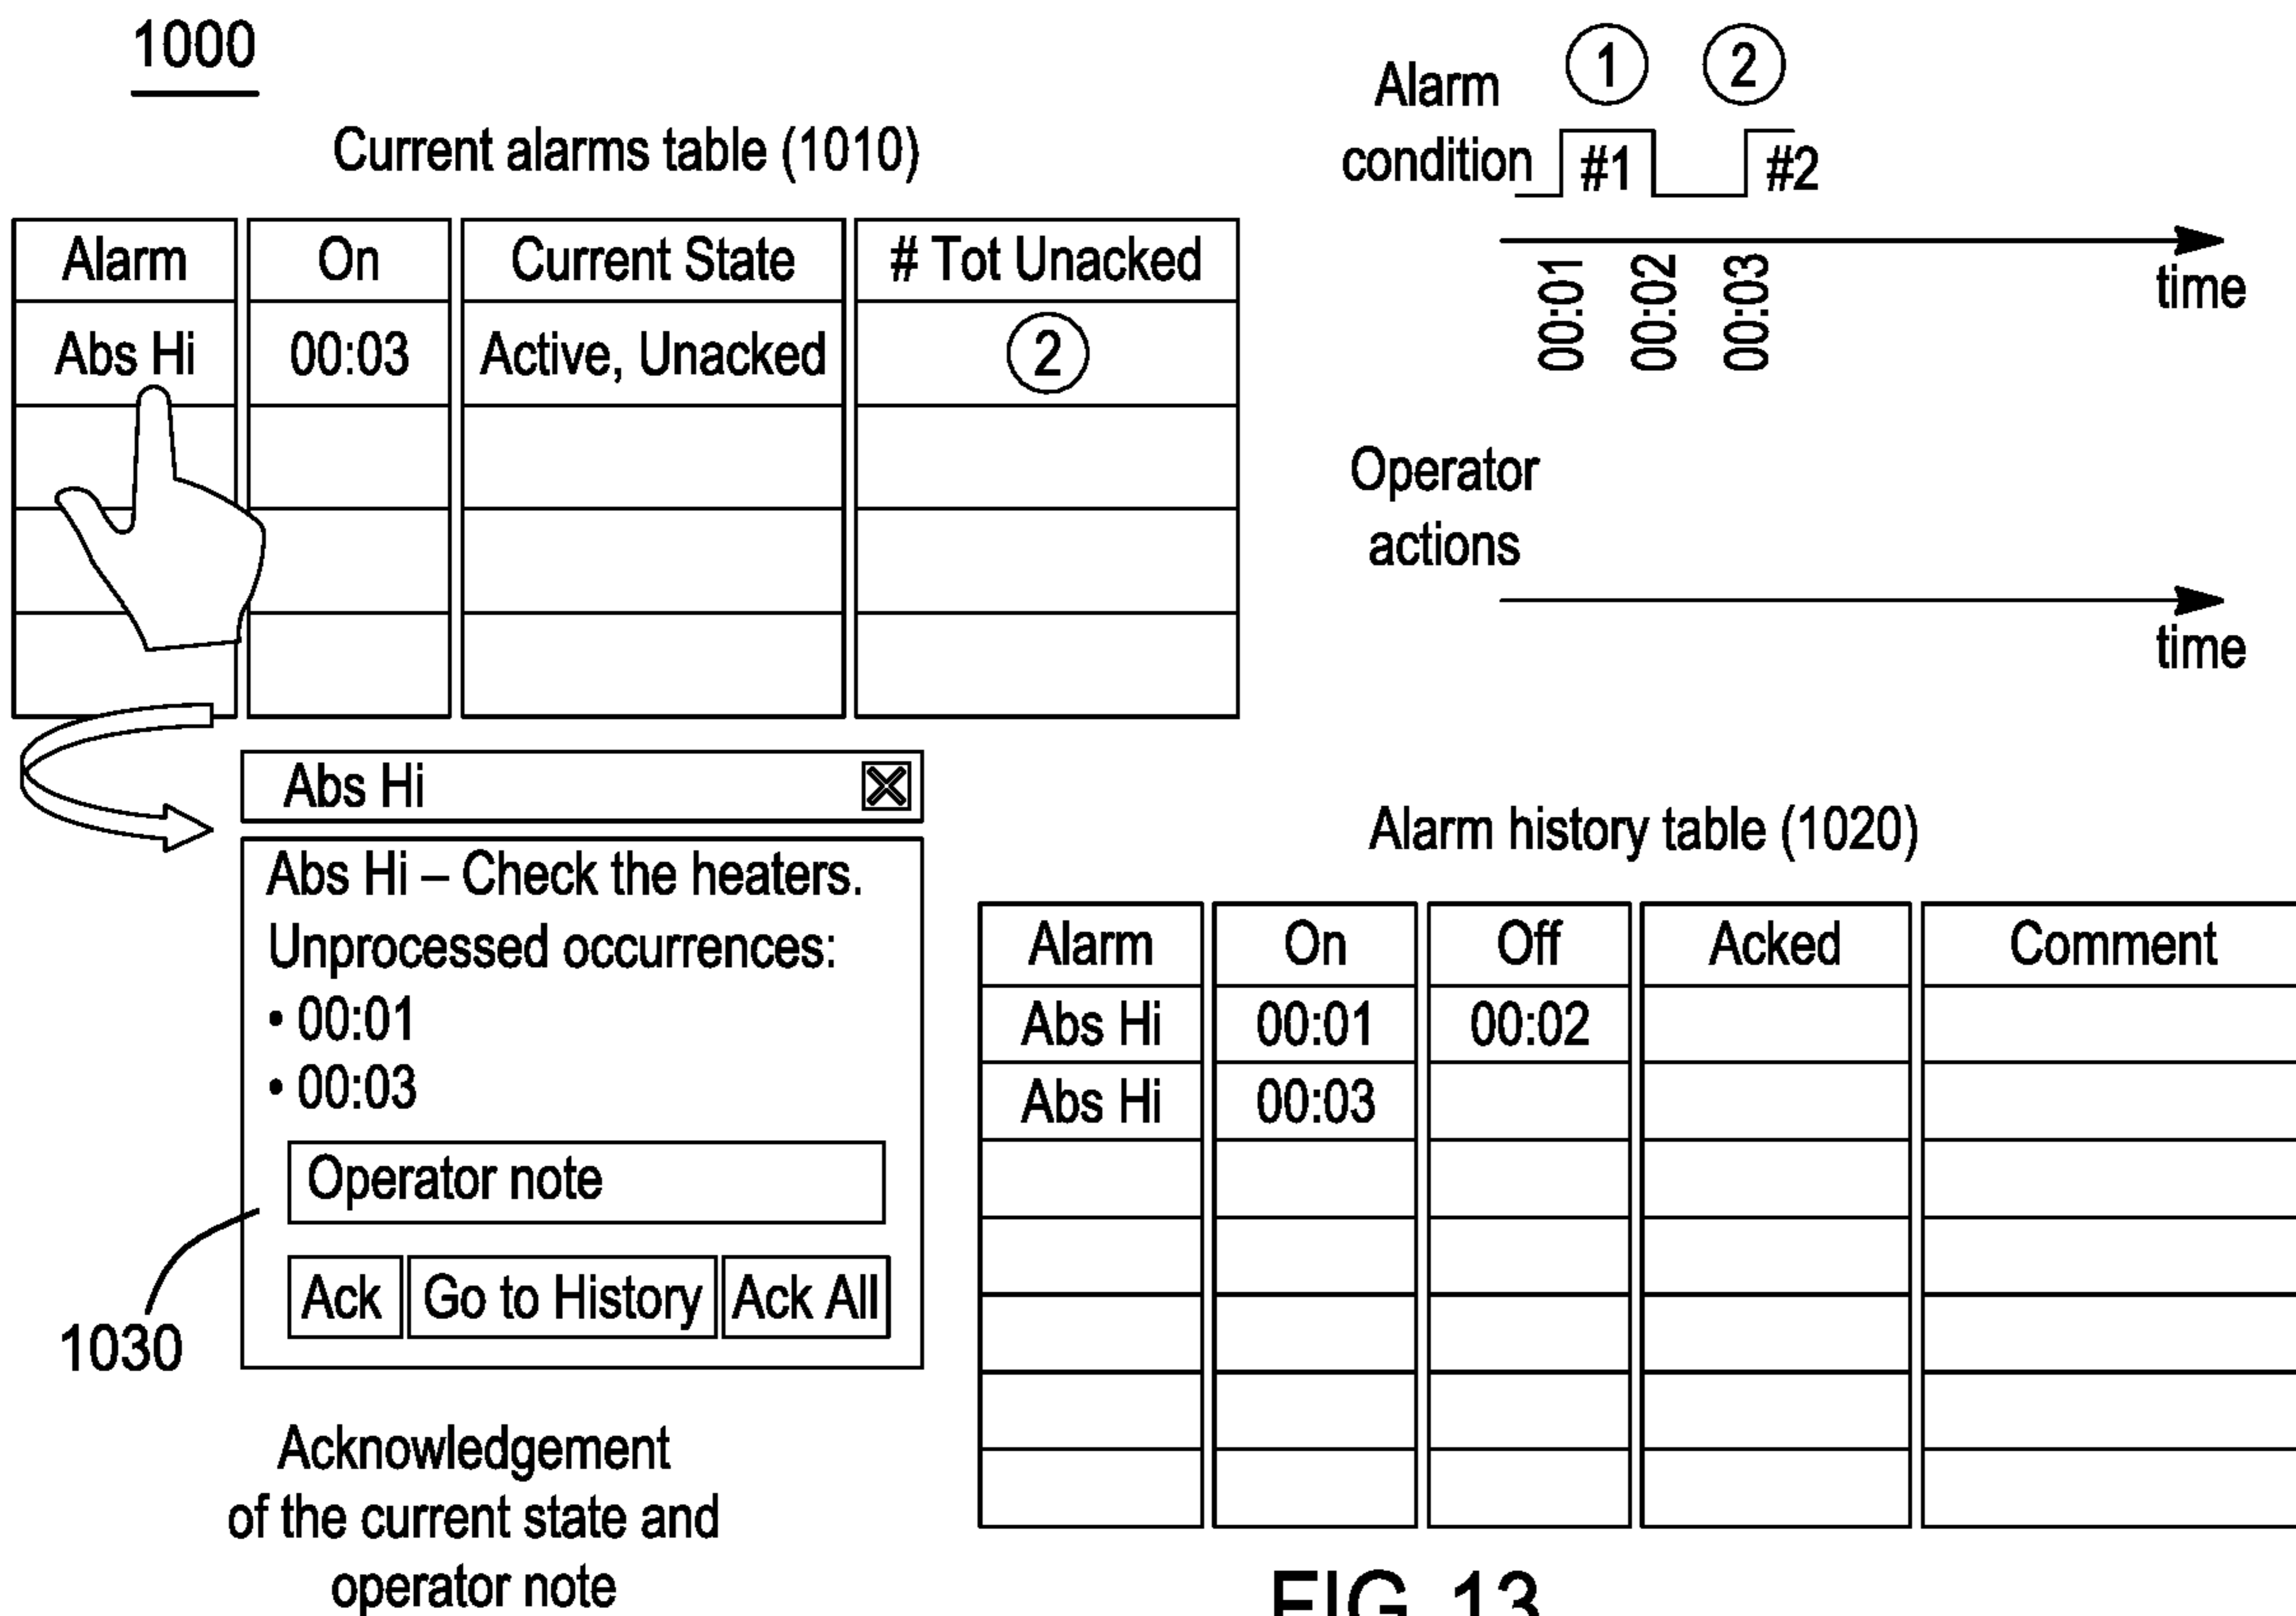 1000
Current alarms table (1010)
Alarm On Current State # Tot Unacked
Abs Hi 00:03 Active, Unacked 2
1 2
Alarm
condition #1 #2
00:01 00:02 00:03
time
Operator
actions
time
Abs Hi
Abs Hi – Check the heaters.
Unprocessed occurrences:
• 00:01
• 00:03
Operator note
Ack Go to History Ack All
1030
Acknowledgement
of the current state and
operator note
Alarm history table (1020)
Alarm On Off Acked Comment
Abs Hi 00:01 00:02
Abs Hi 00:03
FIG. 13